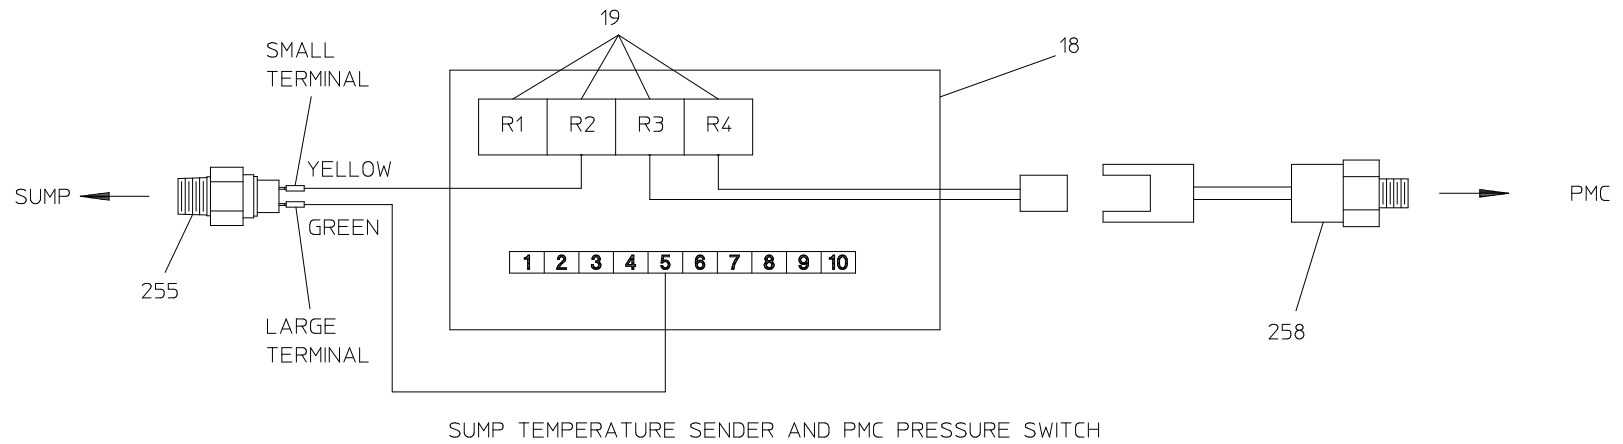 19
SMALL
TERMINAL
18
R1 R2 R3 R4
YELLOW
SUMP
PMC
GREEN
1 2 3 4 5 6 7 8 9 10
255
LARGE
TERMINAL
258
SUMP TEMPERATURE SENDER AND PMC PRESSURE SWITCH